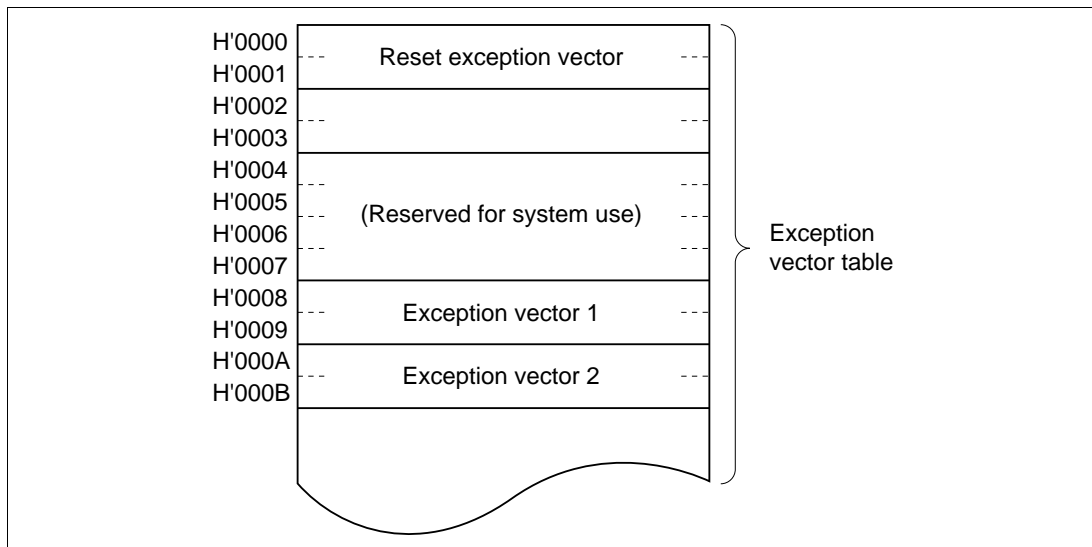 H'0000
H'0001
Reset exception vector
H'0002
H'0003
H'0004
H'0005
H'0006
H'0007
(Reserved for system use)
H'0008
H'0009
Exception vector 1
H'000A
H'000B
Exception vector 2
Exception
vector table